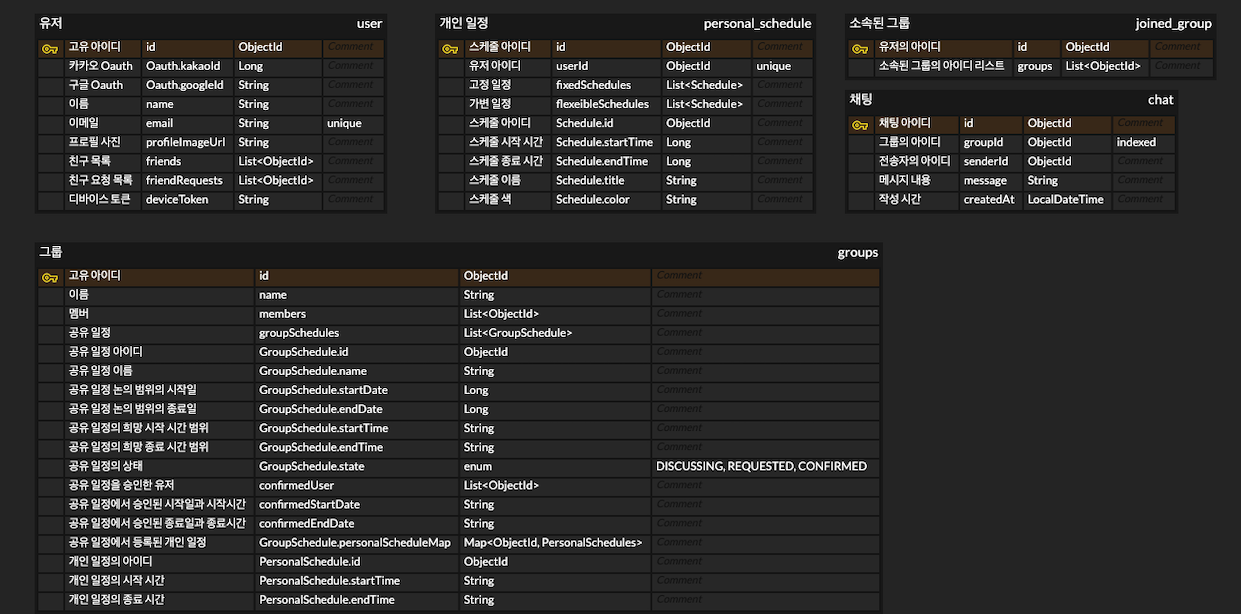 유저 user
고유 아이디 id ObjectId Comment
카카오 Oauth Oauth.kakaoId Long Comment
구글 Oauth Oauth.googleId String Comment
이름 name String Comment
이메일 email String unique
프로필 사진 profileImageUrl String Comment
친구 목록 friends List<ObjectId> Comment
친구 요청 목록 friendRequests List<ObjectId> Comment
디바이스 토큰 deviceToken String Comment
개인 일정 personal_schedule
스케줄 아이디 id ObjectId Comment
유저 아이디 userId ObjectId unique
고정 일정 fixedSchedules List<Schedule> Comment
가변 일정 flexeibleSchedules List<Schedule> Comment
스케줄 아이디 Schedule.id ObjectId Comment
스케줄 시작 시간 Schedule.startTime Long Comment
스케줄 종료 시간 Schedule.endTime Long Comment
스케줄 이름 Schedule.title String Comment
스케줄 색 Schedule.color String Comment
소속된 그룹 joined_group
유저의 아이디 id ObjectId Comment
소속된 그룹의 아이디 리스트 groups List<ObjectId> Comment
채팅 chat
채팅 아이디 id ObjectId Comment
그룹의 아이디 groupId ObjectId indexed
전송자의 아이디 senderId ObjectId Comment
메시지 내용 message String Comment
작성 시간 createdAt LocalDateTime Comment
그룹 groups
고유 아이디 id ObjectId Comment
이름 name String Comment
멤버 members List<ObjectId> Comment
공유 일정 groupSchedules List<GroupSchedule> Comment
공유 일정 아이디 GroupSchedule.id ObjectId Comment
공유 일정 이름 GroupSchedule.name String Comment
공유 일정 논의 범위의 시작일 GroupSchedule.startDate Long Comment
공유 일정 논의 범위의 종료일 GroupSchedule.endDate Long Comment
공유 일정의 희망 시작 시간 범위 GroupSchedule.startTime String Comment
공유 일정의 희망 종료 시간 범위 GroupSchedule.endTime String Comment
공유 일정의 상태 GroupSchedule.state enum DISCUSSING, REQUESTED, CONFIRMED
공유 일정을 승인한 유저 confirmedUser List<ObjectId> Comment
공유 일정에서 승인된 시작일과 시작시간 confirmedStartDate String Comment
공유 일정에서 승인된 종료일과 종료시간 confirmedEndDate String Comment
공유 일정에서 등록된 개인 일정 GroupSchedule.personalScheduleMap Map<ObjectId, PersonalSchedules> Comment
개인 일정의 아이디 PersonalSchedule.id ObjectId Comment
개인 일정의 시작 시간 PersonalSchedule.startTime String Comment
개인 일정의 종료 시간 PersonalSchedule.endTime String Comment